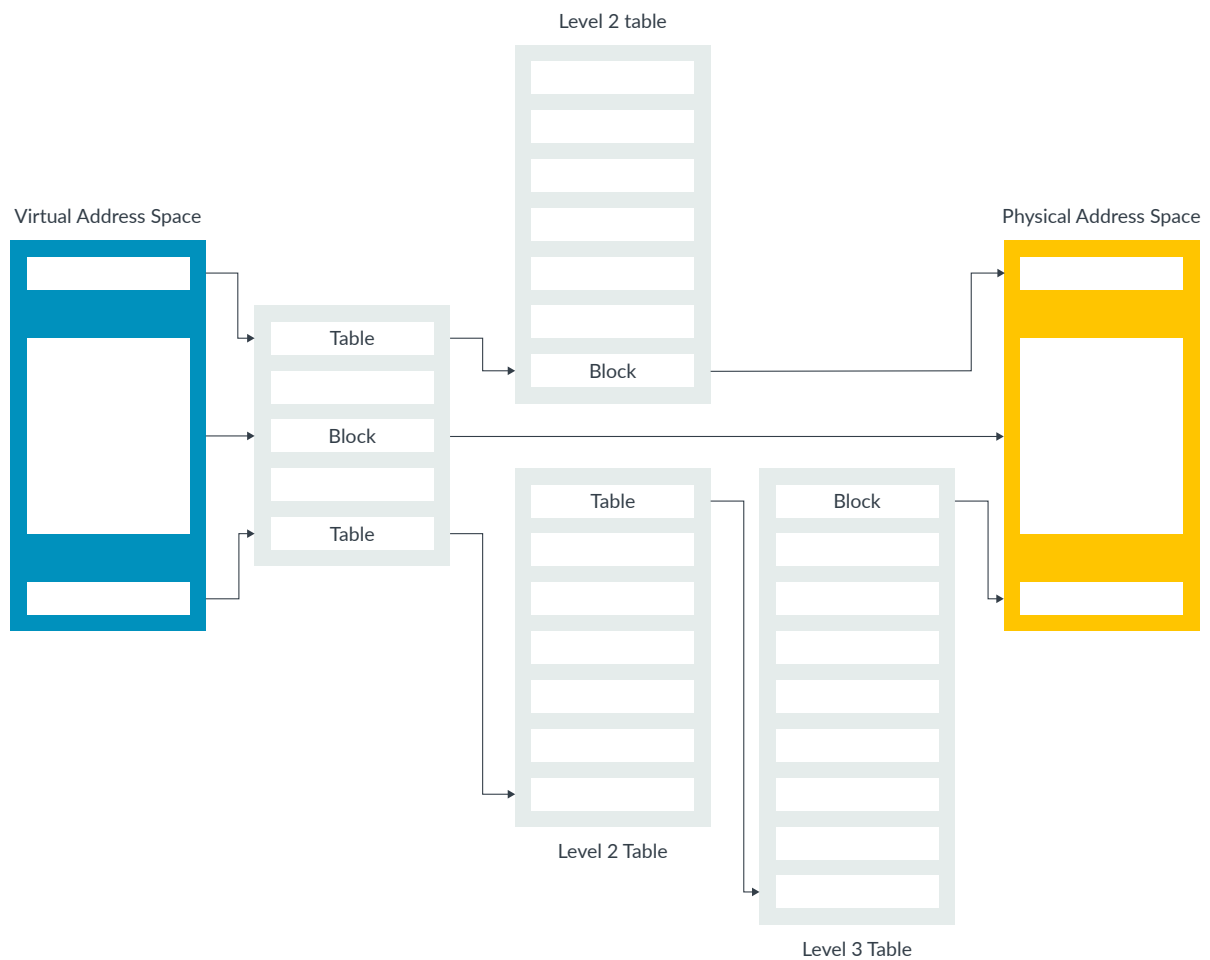 Level 2 table
Virtual Address Space
Physical Address Space
Table
Block
Block
Table
Block
Table
Level 2 Table
Level 3 Table